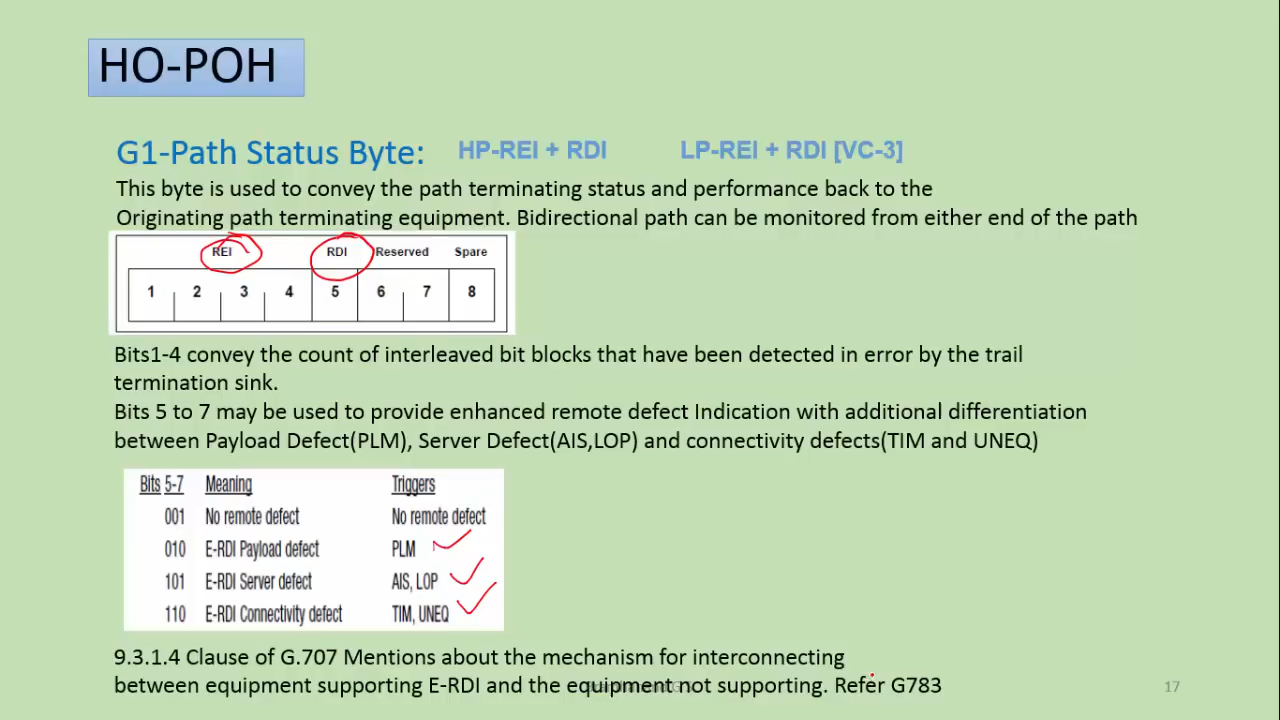 HO-POH
G1-Path Status Byte: HP-REI + RDI LP-REI + RDI [VC-3]
This byte is used to convey the path terminating status and performance back to the
Originating path terminating equipment. Bidirectional path can be monitored from either end of the path
REI RDI Reserved Spare
1 2 3 4 5 6 7 8
Bits1-4 convey the count of interleaved bit blocks that have been detected in error by the trail
termination sink.
Bits 5 to 7 may be used to provide enhanced remote defect Indication with additional differentiation
between Payload Defect(PLM), Server Defect(AIS,LOP) and connectivity defects(TIM and UNEQ)
Bits 5-7 Meaning Triggers
001 No remote defect No remote defect
010 E-RDI Payload defect PLM
101 E-RDI Server defect AIS, LOP
110 E-RDI Connectivity defect TIM, UNEQ
9.3.1.4 Clause of G.707 Mentions about the mechanism for interconnecting
between equipment supporting E-RDI and the equipment not supporting. Refer G783
17